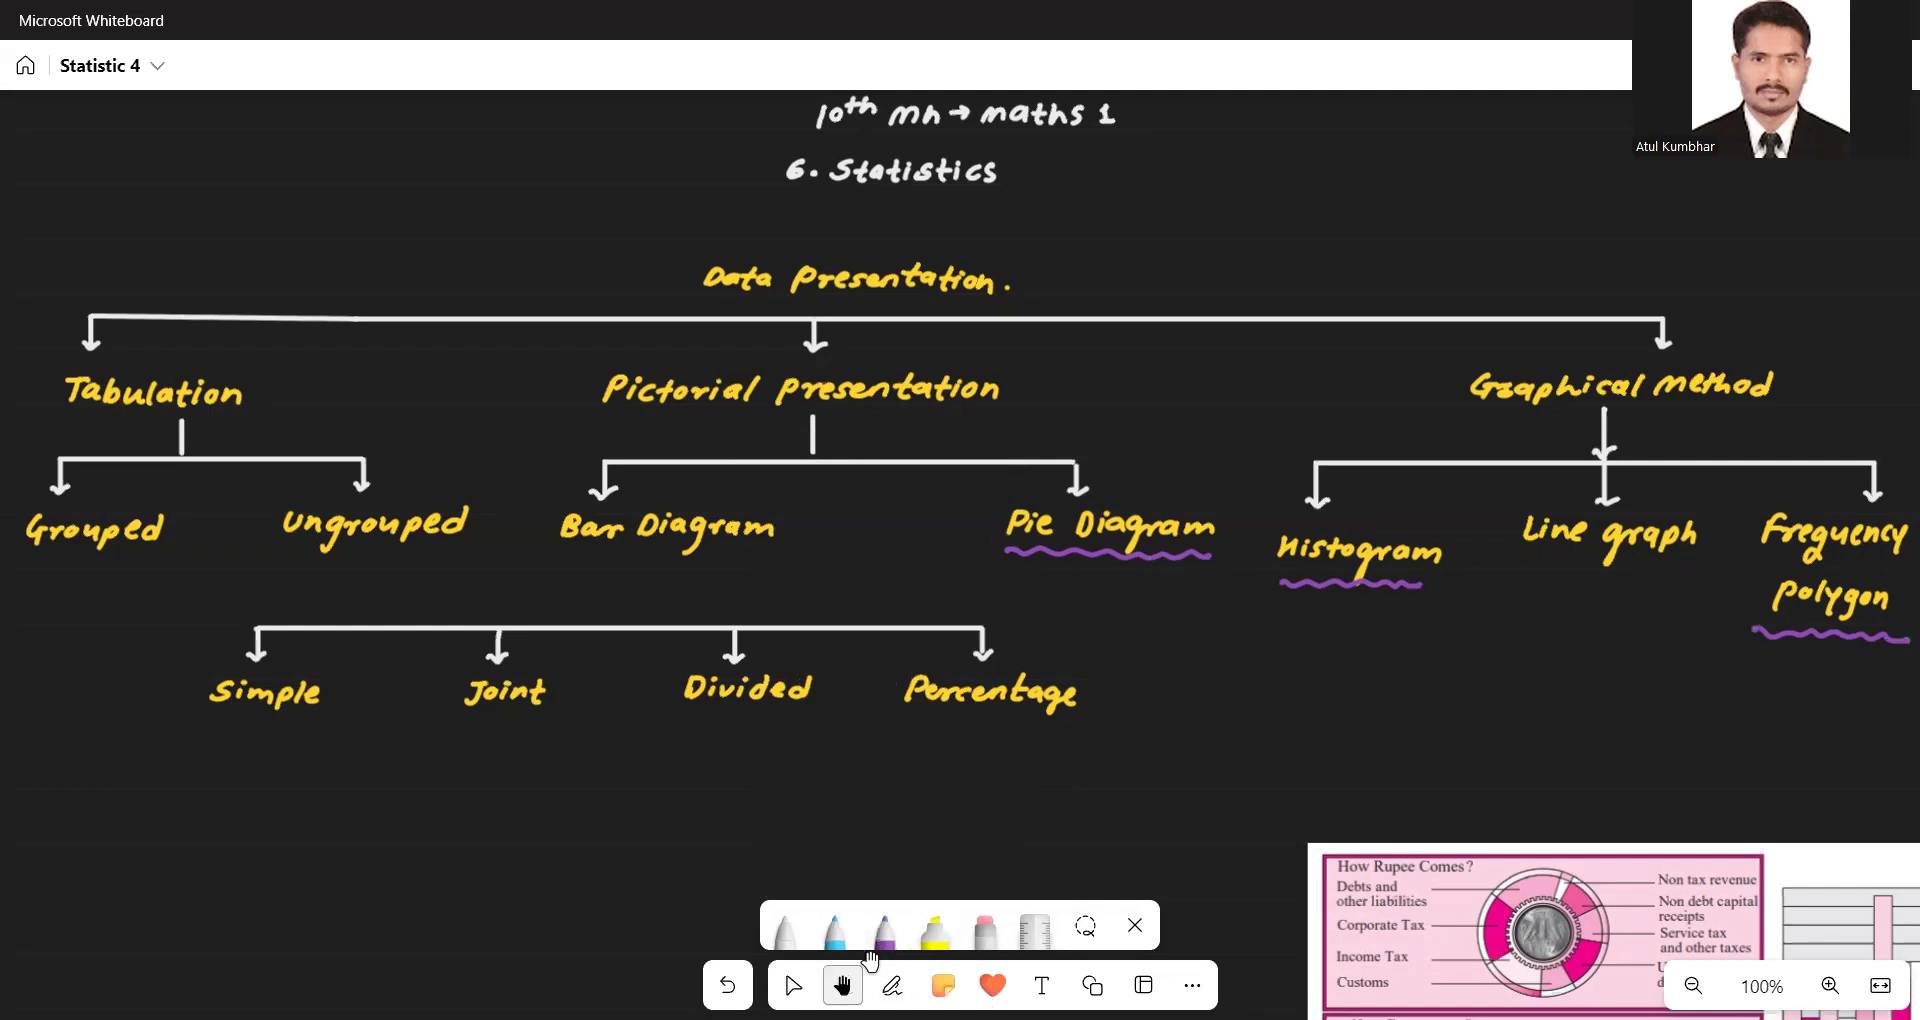 Microsoft Whiteboard
Statistic 4
Atul Kumbhar
10th mh → maths 1
6. Statistics
Data presentation.
Tabulation
Pictorial presentation
Graphical method
Grouped
Ungrouped
Bar Diagram
Pie Diagram
Histogram
Line graph
Frequency
polygon
Simple
Joint
Divided
Percentage
How Rupee Comes?
Debts and
other liabilities
Corporate Tax
Income Tax
Customs
Non tax revenue
Non debt capital
receipts
Service tax
and other taxes
T
100%